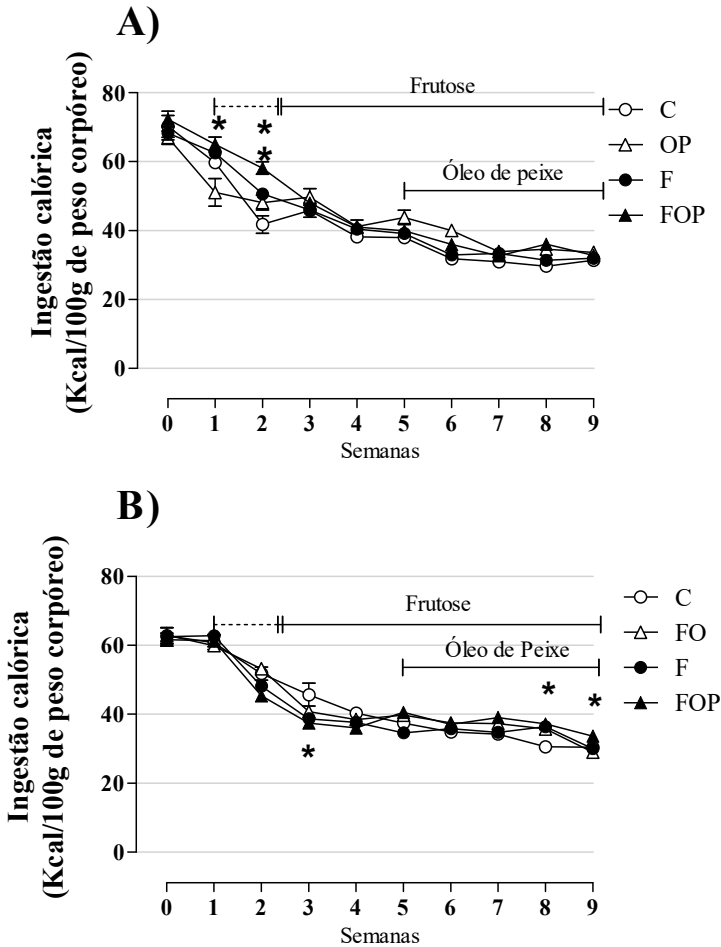 A)
Ingestão calórica
(Kcal/100g de peso corpóreo)
80
60
40
20
0
Frutose
Óleo de peixe
*
*
*
C
OP
F
FOP
0 1 2 3 4 5 6 7 8 9
Semanas
B)
Ingestão calórica
(Kcal/100g de peso corpóreo)
80
60
40
20
0
Frutose
Óleo de Peixe
*
*
*
C
FO
F
FOP
0 1 2 3 4 5 6 7 8 9
Semanas